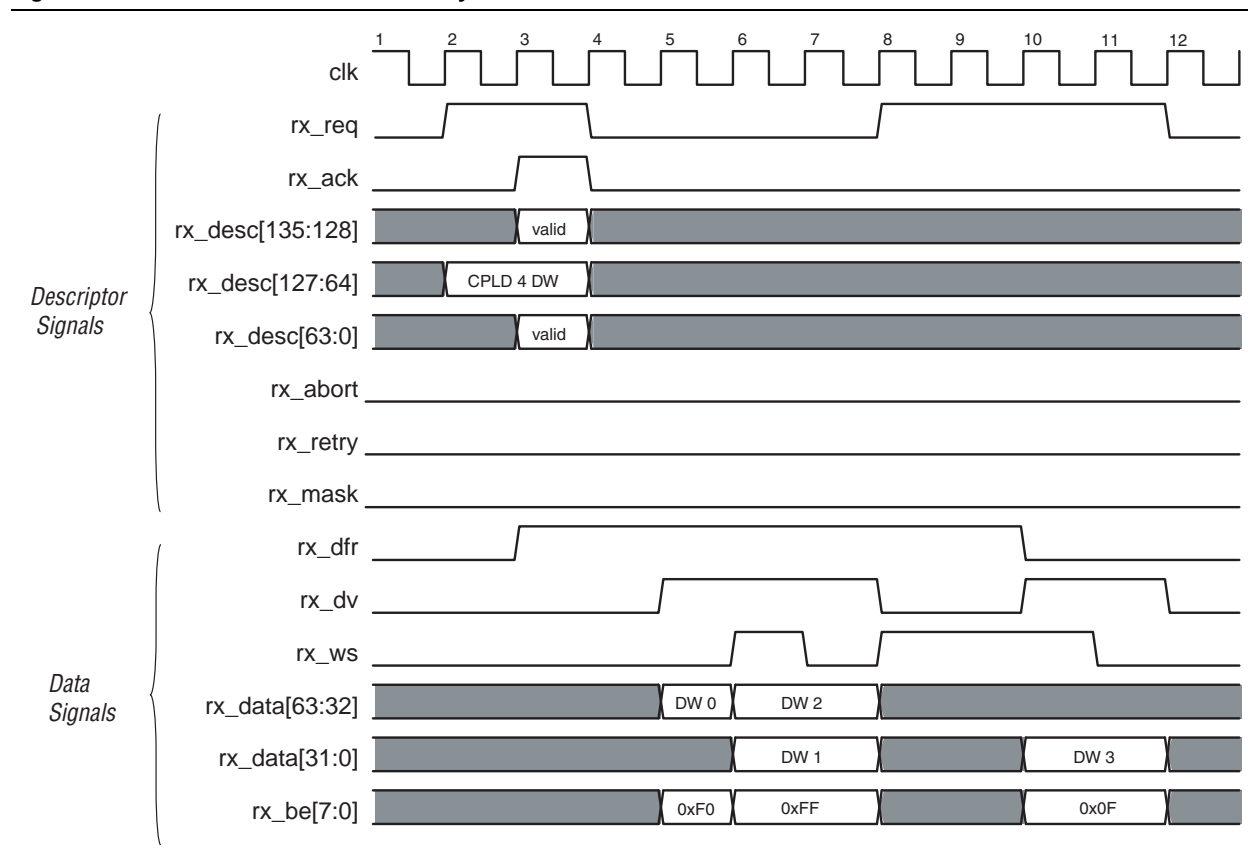 1 2 3 4 5 6 7 8 9 10 11 12
clk
rx_req
rx_ack
rx_desc[135:128] valid
rx_desc[127:64] CPLD 4 DW
rx_desc[63:0] valid
rx_abort
rx_retry
rx_mask
Descriptor
Signals
rx_dfr
rx_dv
rx_ws
rx_data[63:32] DW 0 DW 2
rx_data[31:0] DW 1 DW 3
rx_be[7:0] 0xF0 0xFF 0x0F
Data
Signals